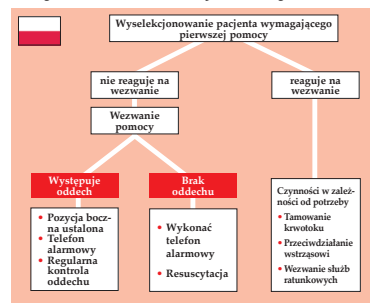 Wyselekcjonowanie pacjenta wymagającego
pierwszej pomocy
nie reaguje na
wezwanie
reaguje na
wezwanie
Wezwanie
pomocy
Występuje
oddech
Brak
oddechu
• Pozycja bocz-
na ustalona
• Telefon
alarmowy
• Regularna
kontrola
oddechu
• Wykonać
telefon
alarmowy
• Resuscytacja
Czynności w zależ-
ności od potrzeby
• Tamowanie
krwotoku
• Przeciwdziałanie
wstrząsowi
• Wezwanie służb
ratunkowych